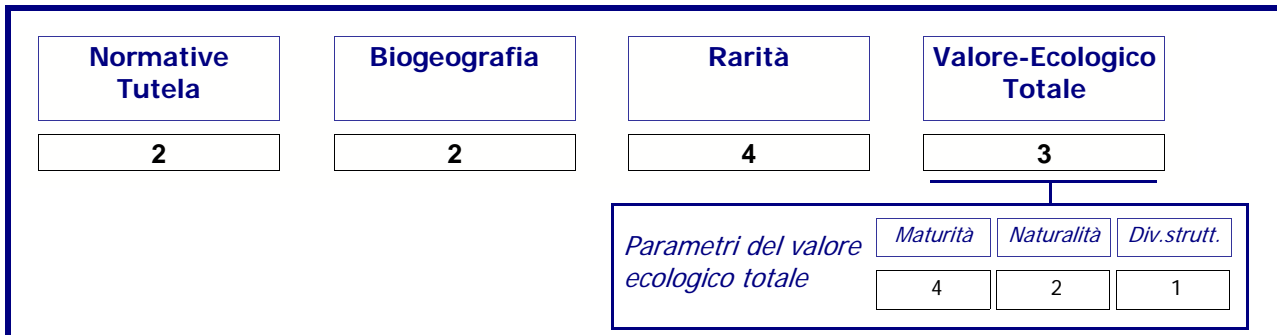 Normative
Tutela
Biogeografia
Rarità
Valore-Ecologico
Totale
2
2
4
3
Parametri del valore
ecologico totale
Maturità
Naturalità
Div.strutt.
4
2
1